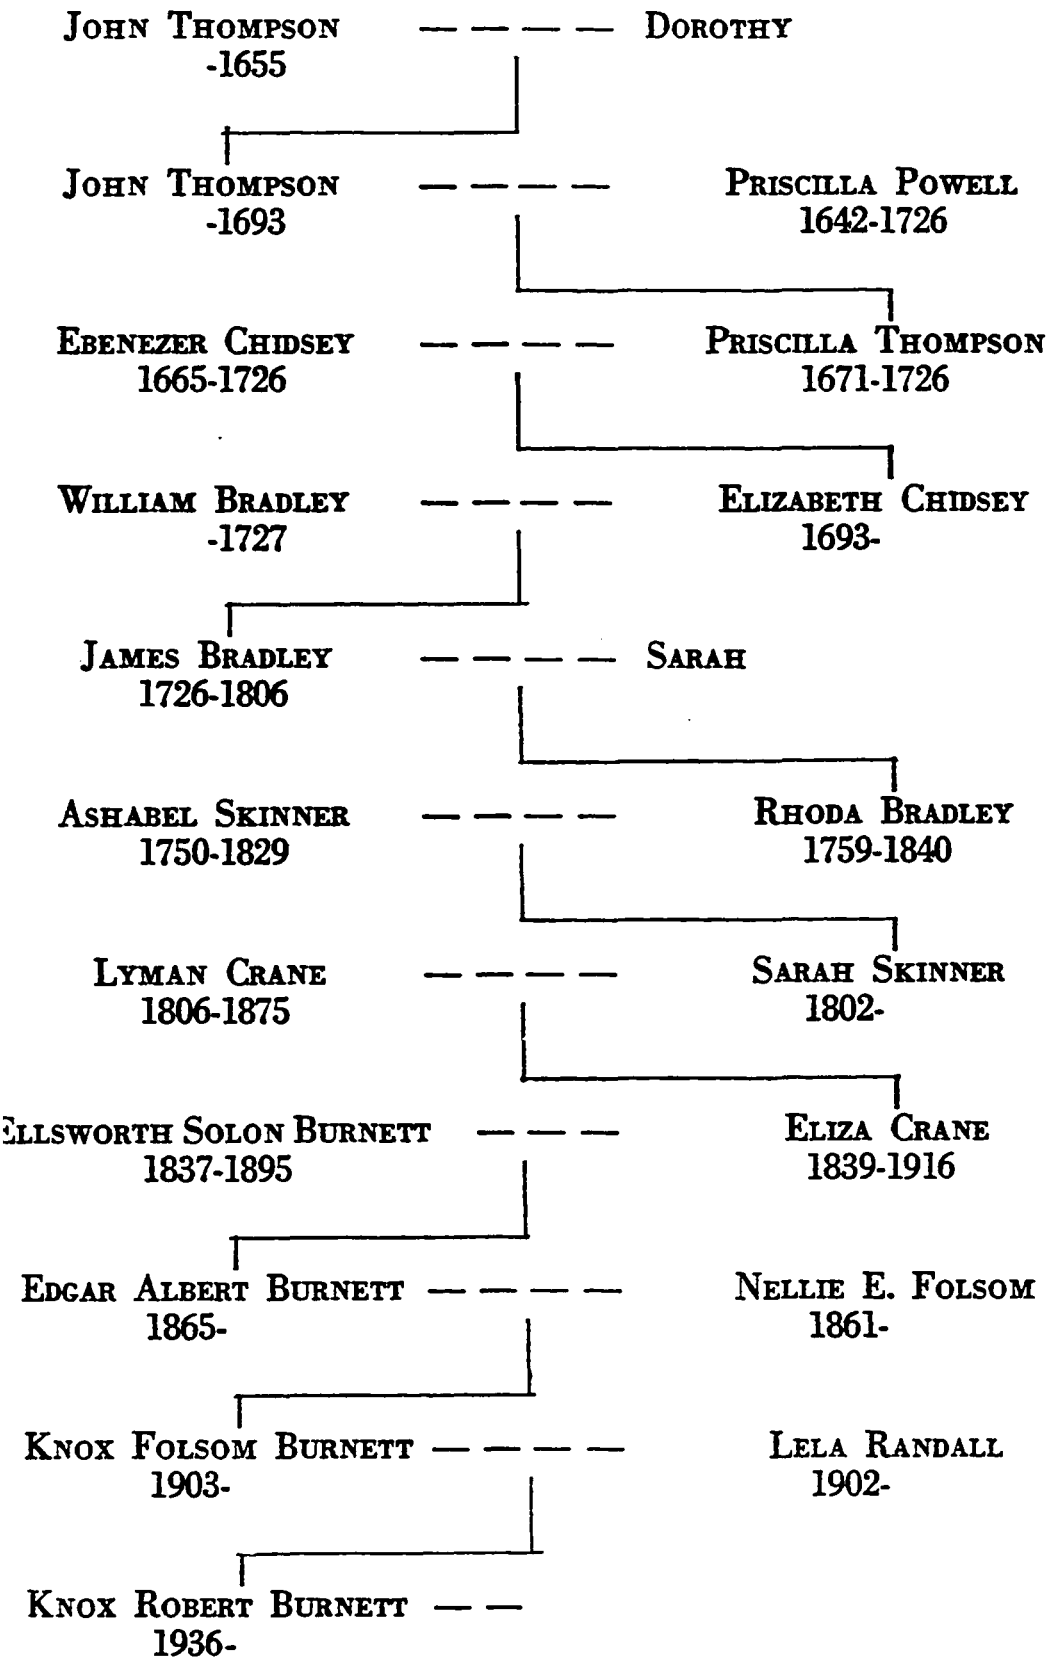 JOHN THOMPSON — — — — DOROTHY
-1655
JOHN THOMPSON — — — — PRISCILLA POWELL
-1693 1642-1726
EBENEZER CHIDSEY — — — — PRISCILLA THOMPSON
1665-1726 1671-1726
WILLIAM BRADLEY — — — — ELIZABETH CHIDSEY
-1727 1693-
JAMES BRADLEY — — — — SARAH
1726-1806
ASHABEL SKINNER — — — — RHODA BRADLEY
1750-1829 1759-1840
LYMAN CRANE — — — — SARAH SKINNER
1806-1875 1802-
ELLSWORTH SOLON BURNETT — — — ELIZA CRANE
1837-1895 1839-1916
EDGAR ALBERT BURNETT — — — — NELLIE E. FOLSOM
1865- 1861-
KNOX FOLSOM BURNETT — — — — LELA RANDALL
1903- 1902-
KNOX ROBERT BURNETT — —
1936-